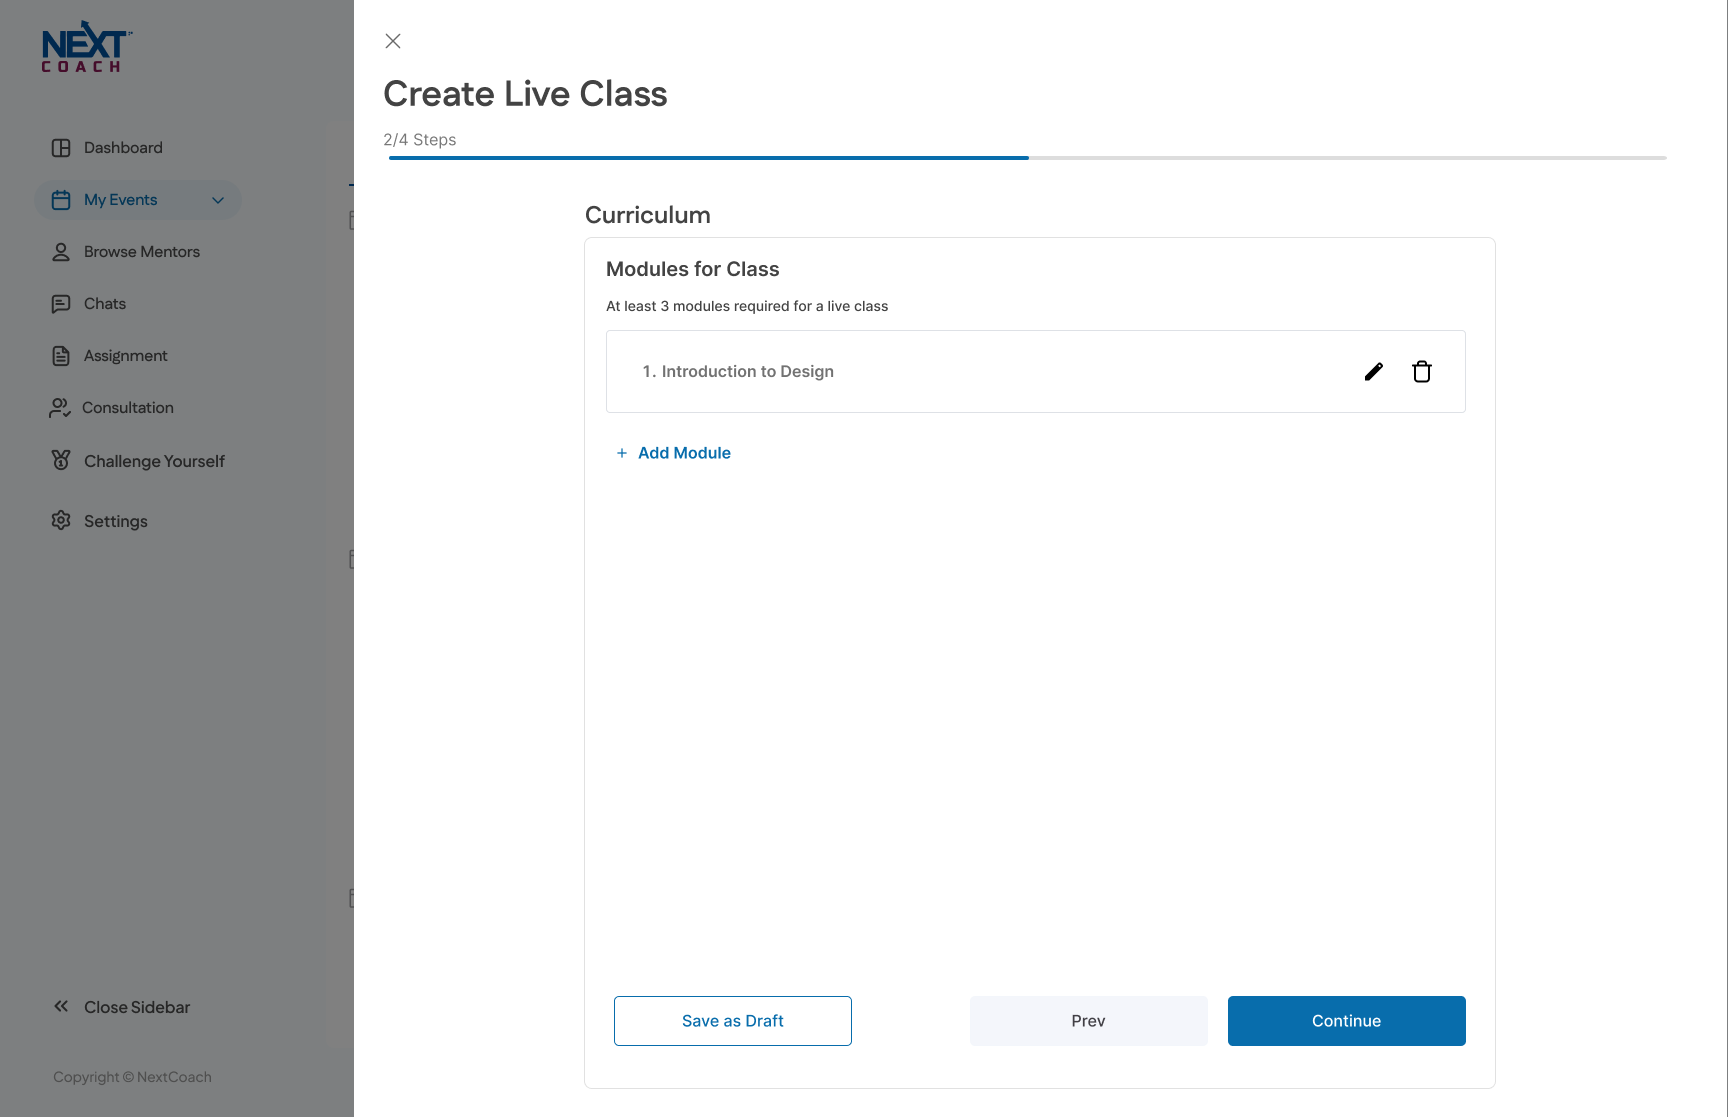 NEXT
COACH
Dashboard
My Events
Browse Mentors
Chats
Assignment
Consultation
Challenge Yourself
Settings
Close Sidebar
Copyright © NextCoach
Create Live Class
2/4 Steps
Curriculum
Modules for Class
At least 3 modules required for a live class
1. Introduction to Design
+ Add Module
Save as Draft
Prev
Continue